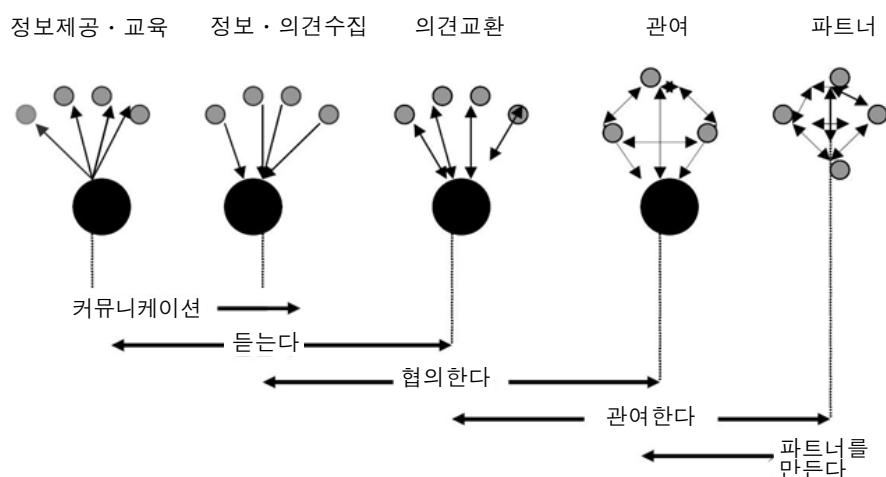 정보제공·교육
정보·의견수집
의견교환
관여
파트너
커뮤니케이션
듣는다
협의한다
관여한다
파트너를
만든다